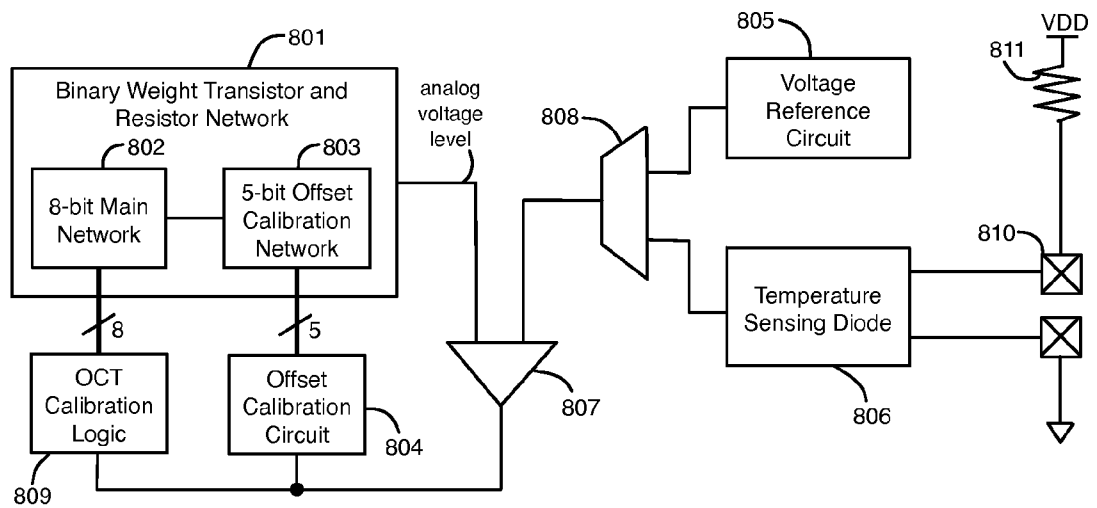 801
Binary Weight Transistor and
Resistor Network
802
8-bit Main
Network
803
5-bit Offset
Calibration
Network
analog
voltage
level
8
5
OCT
Calibration
Logic
809
Offset
Calibration
Circuit
804
807
808
805
Voltage
Reference
Circuit
Temperature
Sensing Diode
806
VDD
811
810